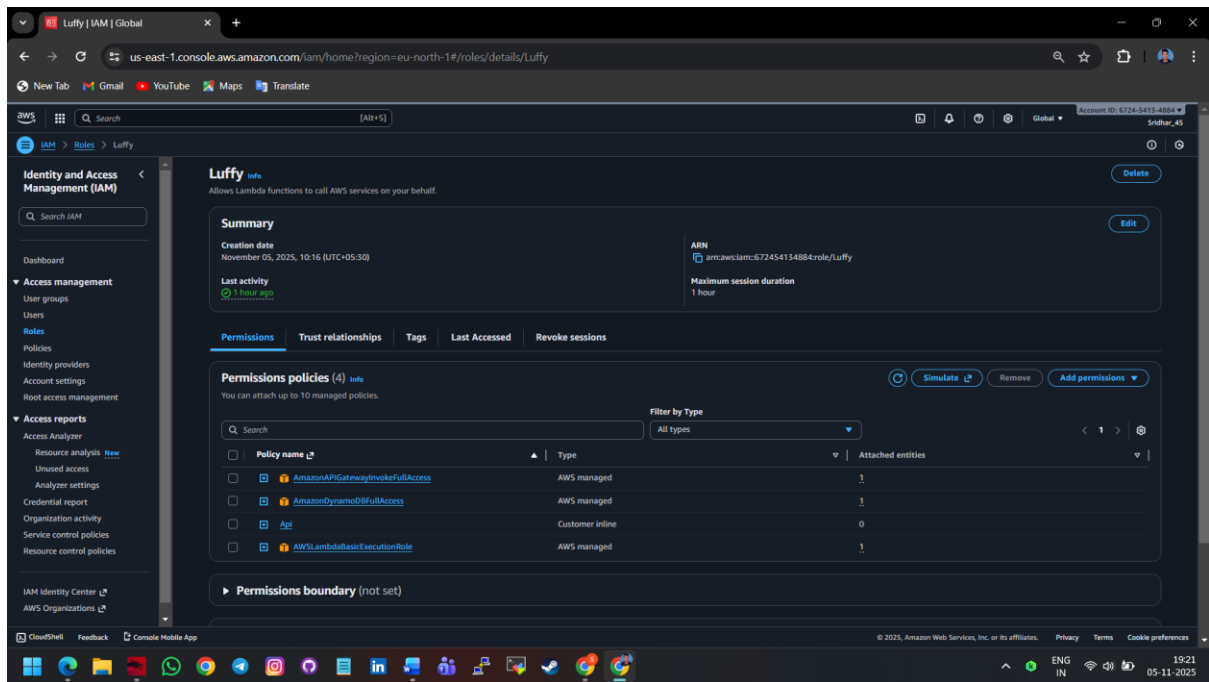 Luffy | IAM | Global
us-east-1.console.aws.amazon.com/iam/home?region=eu-north-1#/roles/details/Luffy
New Tab Gmail YouTube Maps Translate
aws Search [Alt+S] Global Account ID: 6724-5413-4884
Sridhar_45
IAM > Roles > Luffy
Identity and Access Management (IAM)
Search IAM
Dashboard
Access management
User groups
Users
Roles
Policies
Identity providers
Account settings
Root access management
Access reports
Access Analyzer
Resource analysis New
Unused access
Analyzer settings
Credential report
Organization activity
Service control policies
Resource control policies
IAM Identity Center
AWS Organizations
Luffy Info Delete
Allows Lambda functions to call AWS services on your behalf.
Summary Edit
Creation date
November 05, 2025, 10:16 (UTC+05:30)
ARN
arn:aws:iam::672454134884:role/Luffy
Last activity
1 hour ago
Maximum session duration
1 hour
Permissions Trust relationships Tags Last Accessed Revoke sessions
Permissions policies (4) Info Simulate Remove Add permissions
You can attach up to 10 managed policies.
Filter by Type
Search All types 1
Policy name Type Attached entities
AmazonAPIGatewayInvokeFullAccess AWS managed 1
AmazonDynamoDBFullAccess AWS managed 1
Api Customer inline 0
AWSLambdaBasicExecutionRole AWS managed 1
Permissions boundary (not set)
CloudShell Feedback Console Mobile App © 2025, Amazon Web Services, Inc. or its affiliates. Privacy Terms Cookie preferences
ENG 19:21
IN 05-11-2025